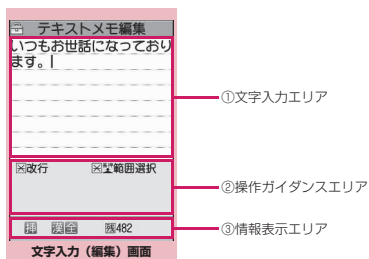 テキストメモ編集
いつもお世話になっており
ます。
①文字入力エリア
改行 範囲選択
②操作ガイダンスエリア
漢全 残482
③情報表示エリア
文字入力（編集）画面